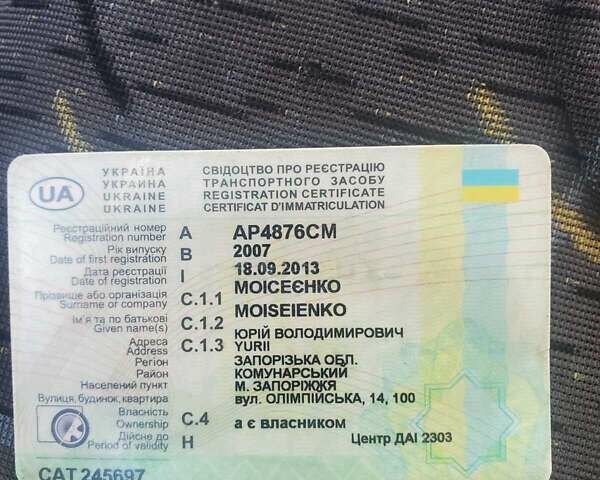 UA
УКРАЇНА
УКРАИНА
UKRAINE
UKRAINE
СВІДОЦТВО ПРО РЕЄСТРАЦІЮ
ТРАНСПОРТНОГО ЗАСОБУ
REGISTRATION CERTIFICATE
CERTIFICAT D'IMMATRICULATION
Реєстраційний номер A AP4876CM
Registration number
Рік випуску B 2007
Date of first registration
Дата реєстрації I 18.09.2013
Date of registration
Прізвище або організація C.1.1 МОІСЕЄНКО
Surname or company MOISEIENKO
Ім'я та по батькові C.1.2 ЮРІЙ ВОЛОДИМИРОВИЧ
Given name(s) YURII
Адреса C.1.3
Address
Регіон ЗАПОРІЗЬКА ОБЛ.
Район КОМУНАРСЬКИЙ
Населений пункт М. ЗАПОРІЖЖЯ
Вулиця, будинок, квартира вул. ОЛІМПІЙСЬКА, 14, 100
Власність C.4 а є власником
Ownership
Дійсне до H Центр ДАІ 2303
Period of validity
САТ 245697